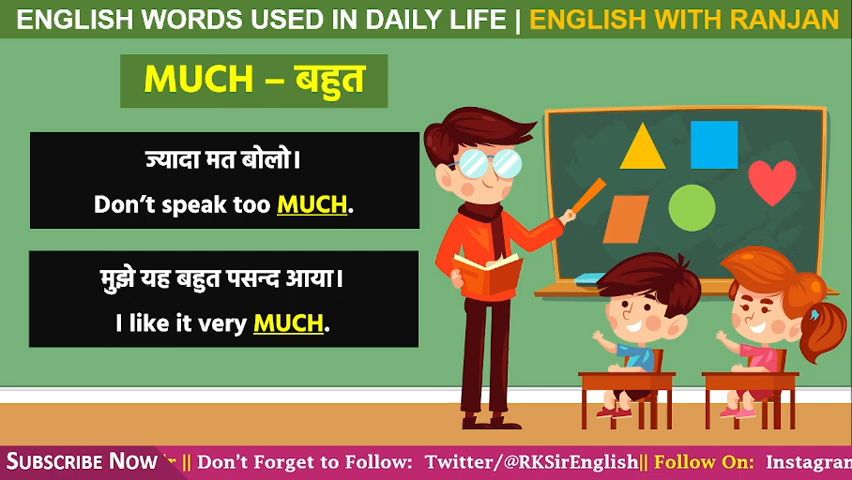 ENGLISH WORDS USED IN DAILY LIFE | ENGLISH WITH RANJAN
MUCH – बहुत
ज्यादा मत बोलो।
Don't speak too MUCH.
मुझे यह बहुत पसन्द आया।
I like it very MUCH.
SUBSCRIBE NOW || Don't Forget to Follow: Twitter/@RKSirEnglish|| Follow On: